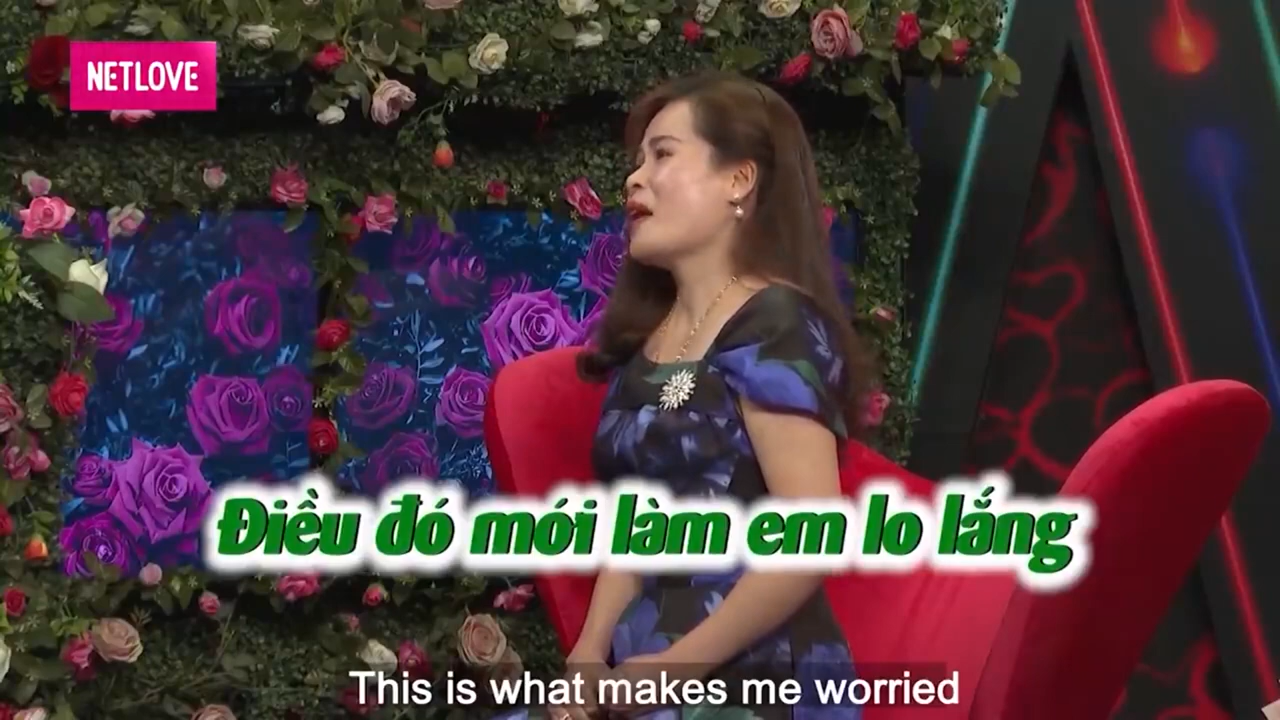 NETLOVE
Điều đó mới làm em lo lắng
This is what makes me worried